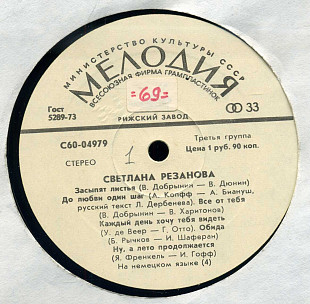 МИНИСТЕРСТВО КУЛЬТУРЫ СССР
МЕЛОДИЯ
ВСЕСОЮЗНАЯ ФИРМА ГРАМПЛАСТИНОК
=69=
Гост
5289-73
33
РИЖСКИЙ ЗАВОД
С60-04979
Третья группа
Цена 1 руб. 90 коп.
СТЕРЕО
1
СВЕТЛАНА РЕЗАНОВА
Засыпят листья (В. Добрынин — В. Дюнин)
До любви один шаг (А. Копфф — А. Биануш,
русский текст Л. Дербенева). Все от тебя
(В. Добрынин — В. Харитонов)
Каждый день хочу тебя видеть
(У. де Веер — Г. Отто). Обида
(Б. Рычков — И. Шаферан)
Ну, а лето продолжается
(Я. Френкель — И. Гофф)
На немецком языке (4)